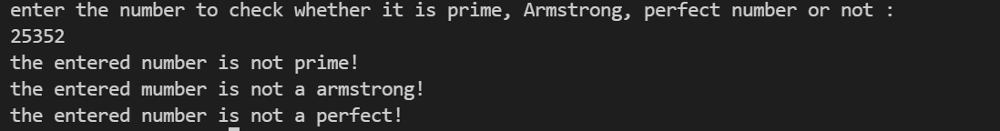 enter the number to check whether it is prime, Armstrong, perfect number or not :
25352
the entered number is not prime!
the entered mumber is not a armstrong!
the entered number is not a perfect!